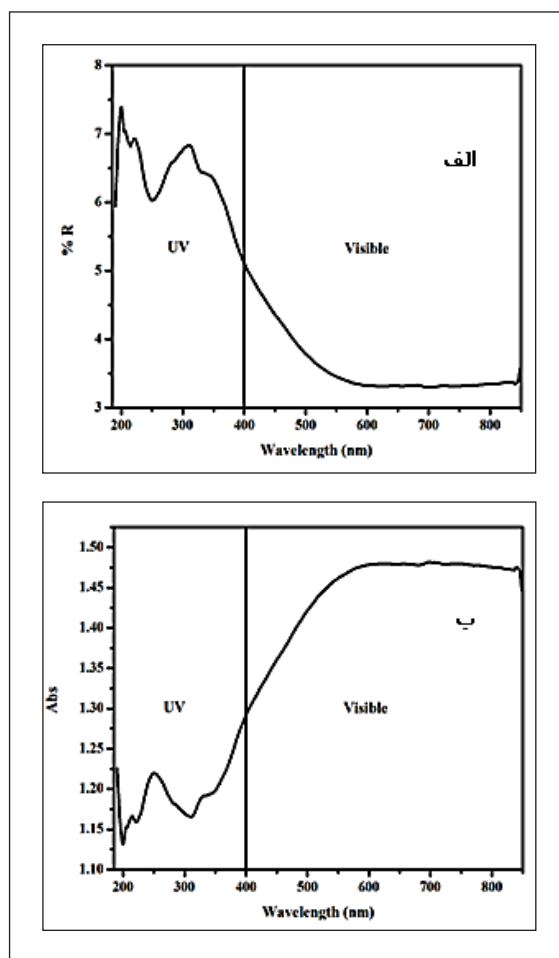 8
7
6
5
4
3
% R
الف
UV
Visible
200 300 400 500 600 700 800
Wavelength (nm)
1.50
1.45
1.40
1.35
1.30
1.25
1.20
1.15
1.10
Abs
ب
UV
Visible
200 300 400 500 600 700 800
Wavelength (nm)